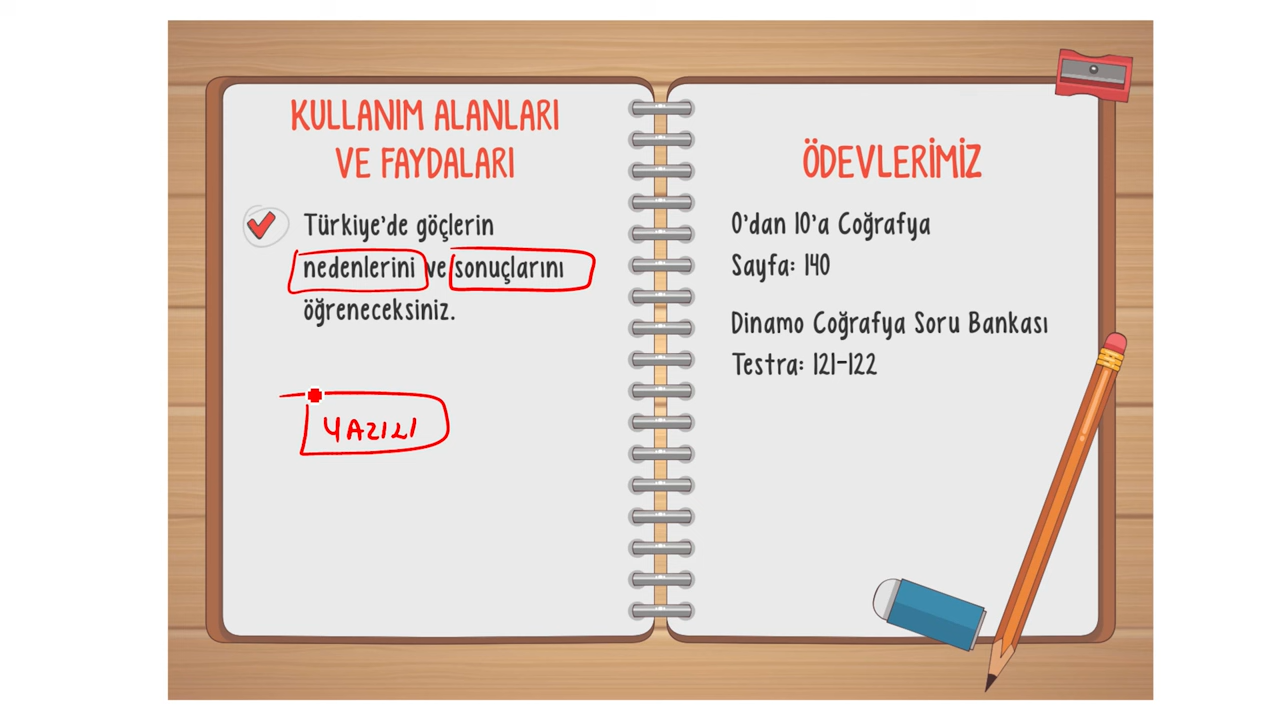 KULLANIM ALANLARI
VE FAYDALARI
Türkiye'de göçlerin
nedenlerini ve sonuçlarını
öğreneceksiniz.
YAZILI
ÖDEVLERİMİZ
0'dan 10'a Coğrafya
Sayfa: 140
Dinamo Coğrafya Soru Bankası
Testra: 121-122